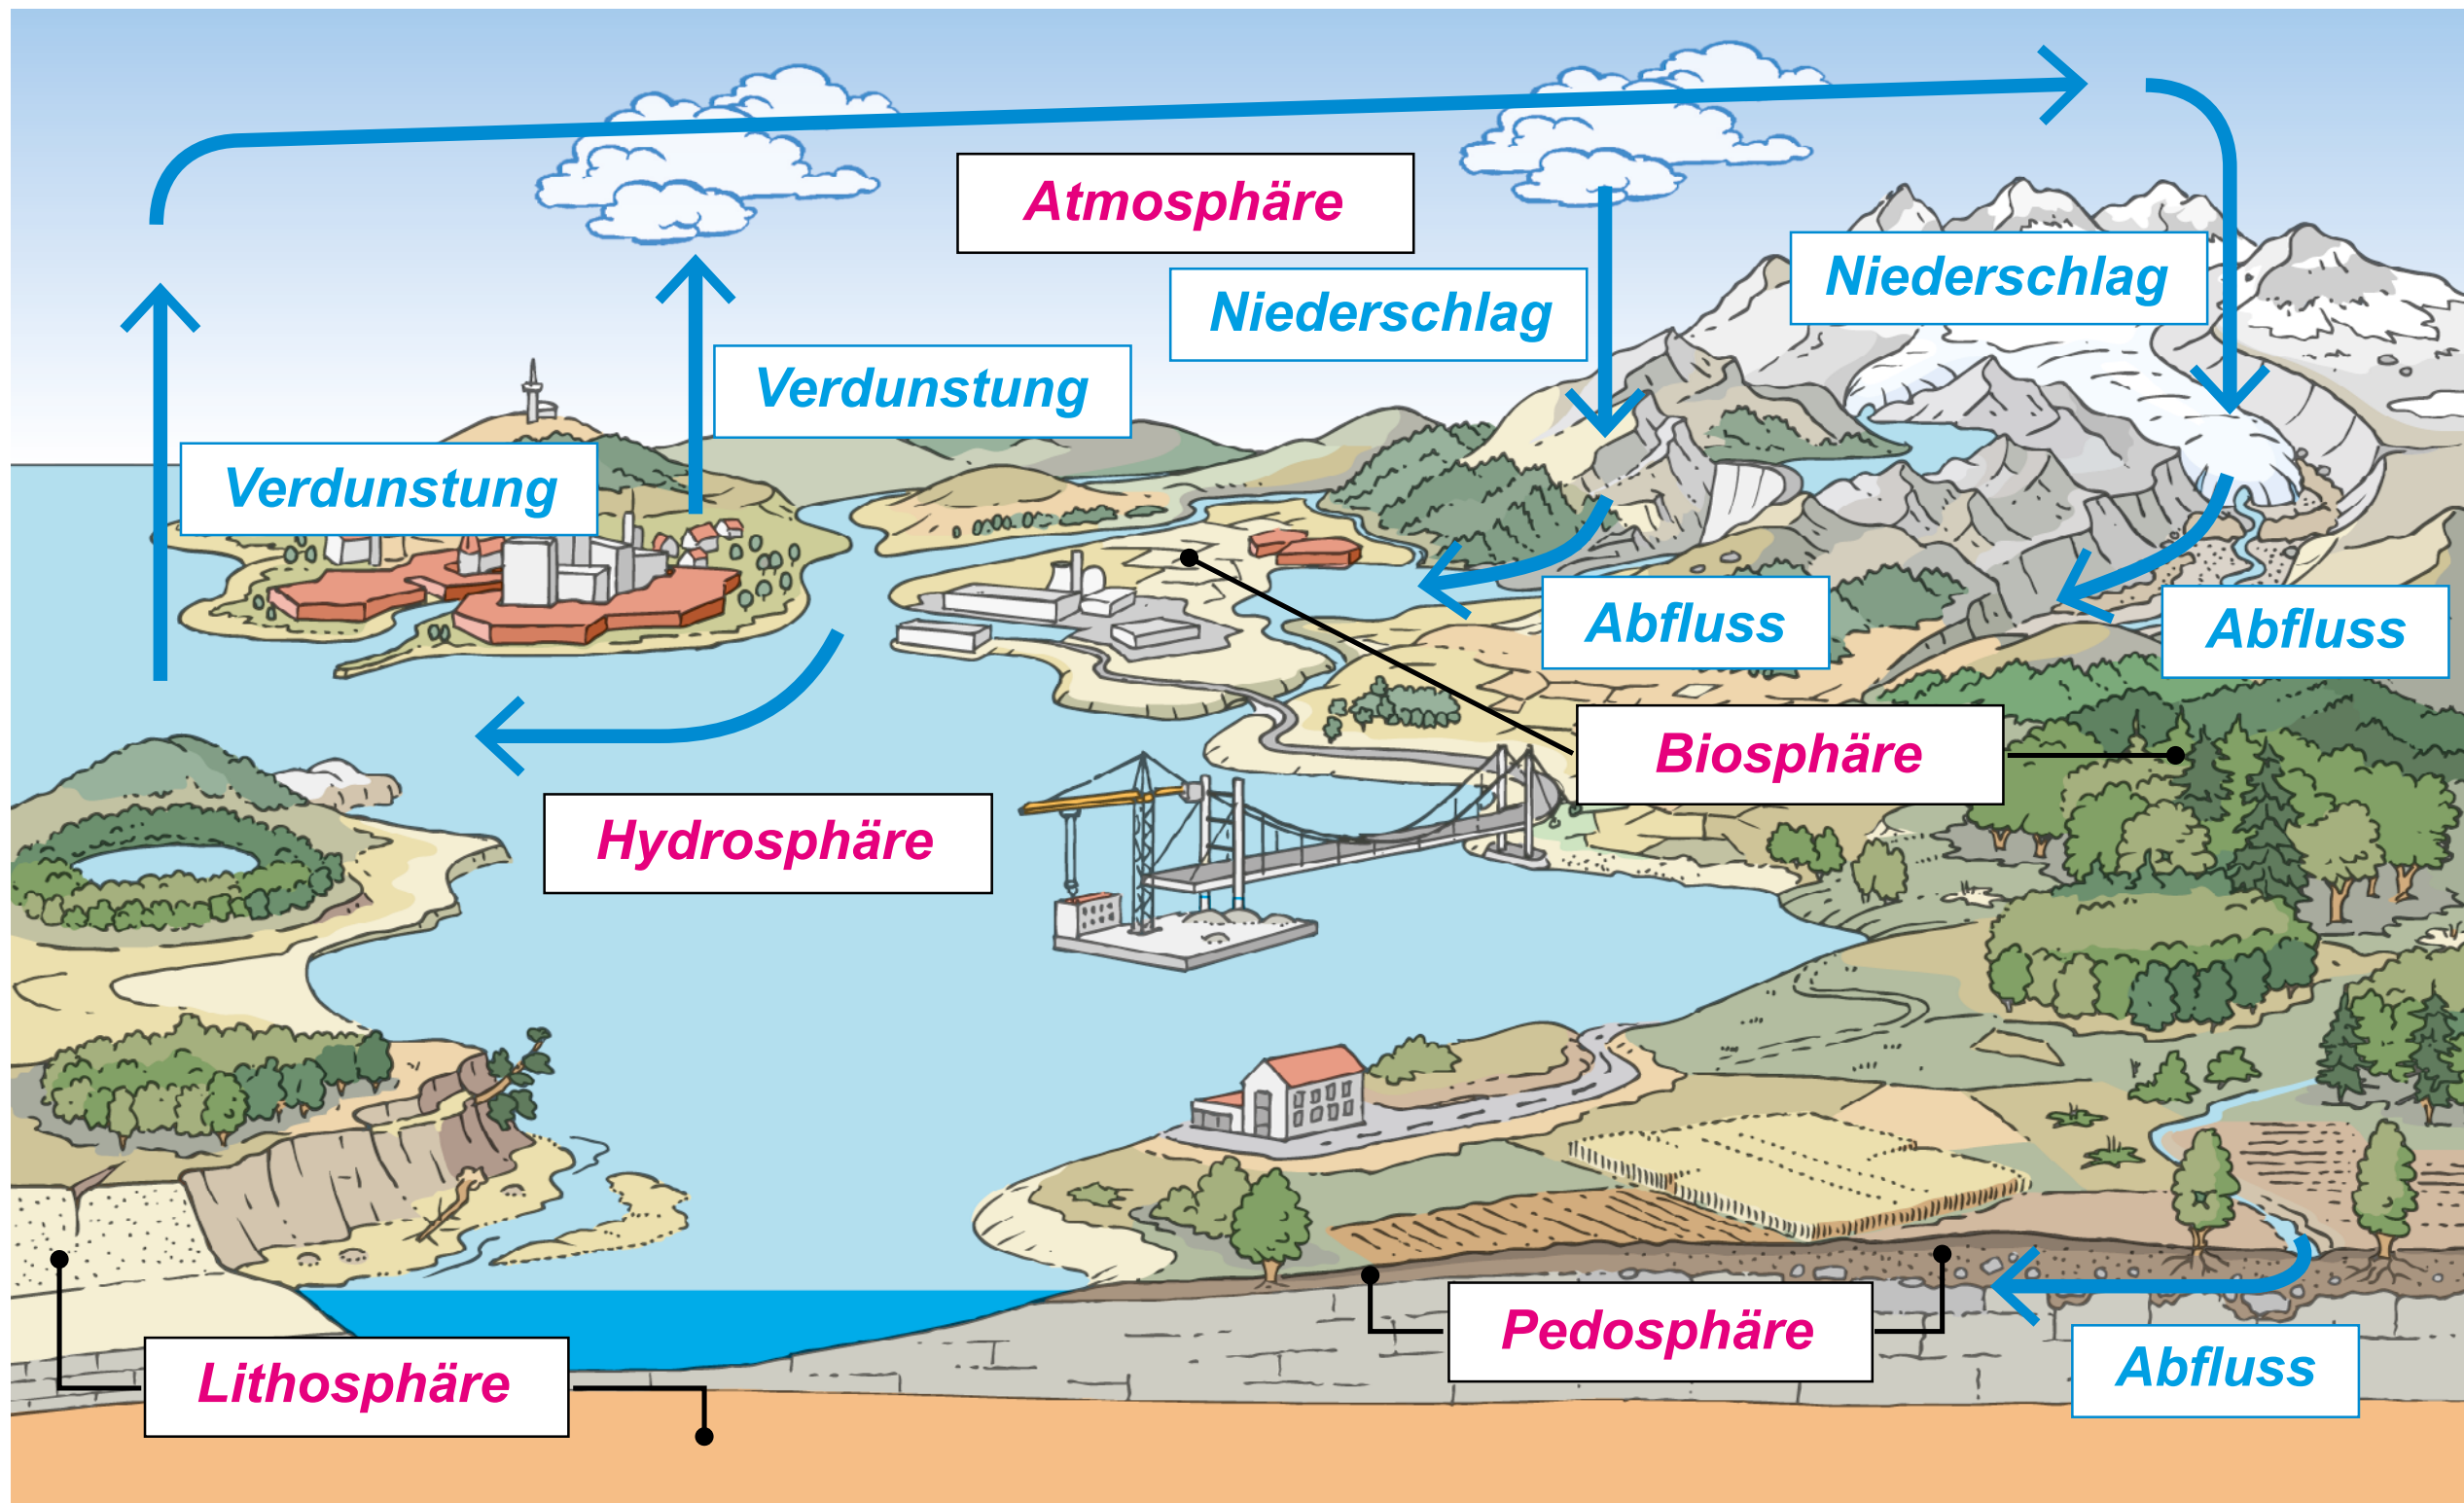 Atmosphäre
Niederschlag
Niederschlag
Verdunstung
Verdunstung
Abfluss
Abfluss
Biosphäre
Hydrosphäre
Pedosphäre
Lithosphäre
Abfluss